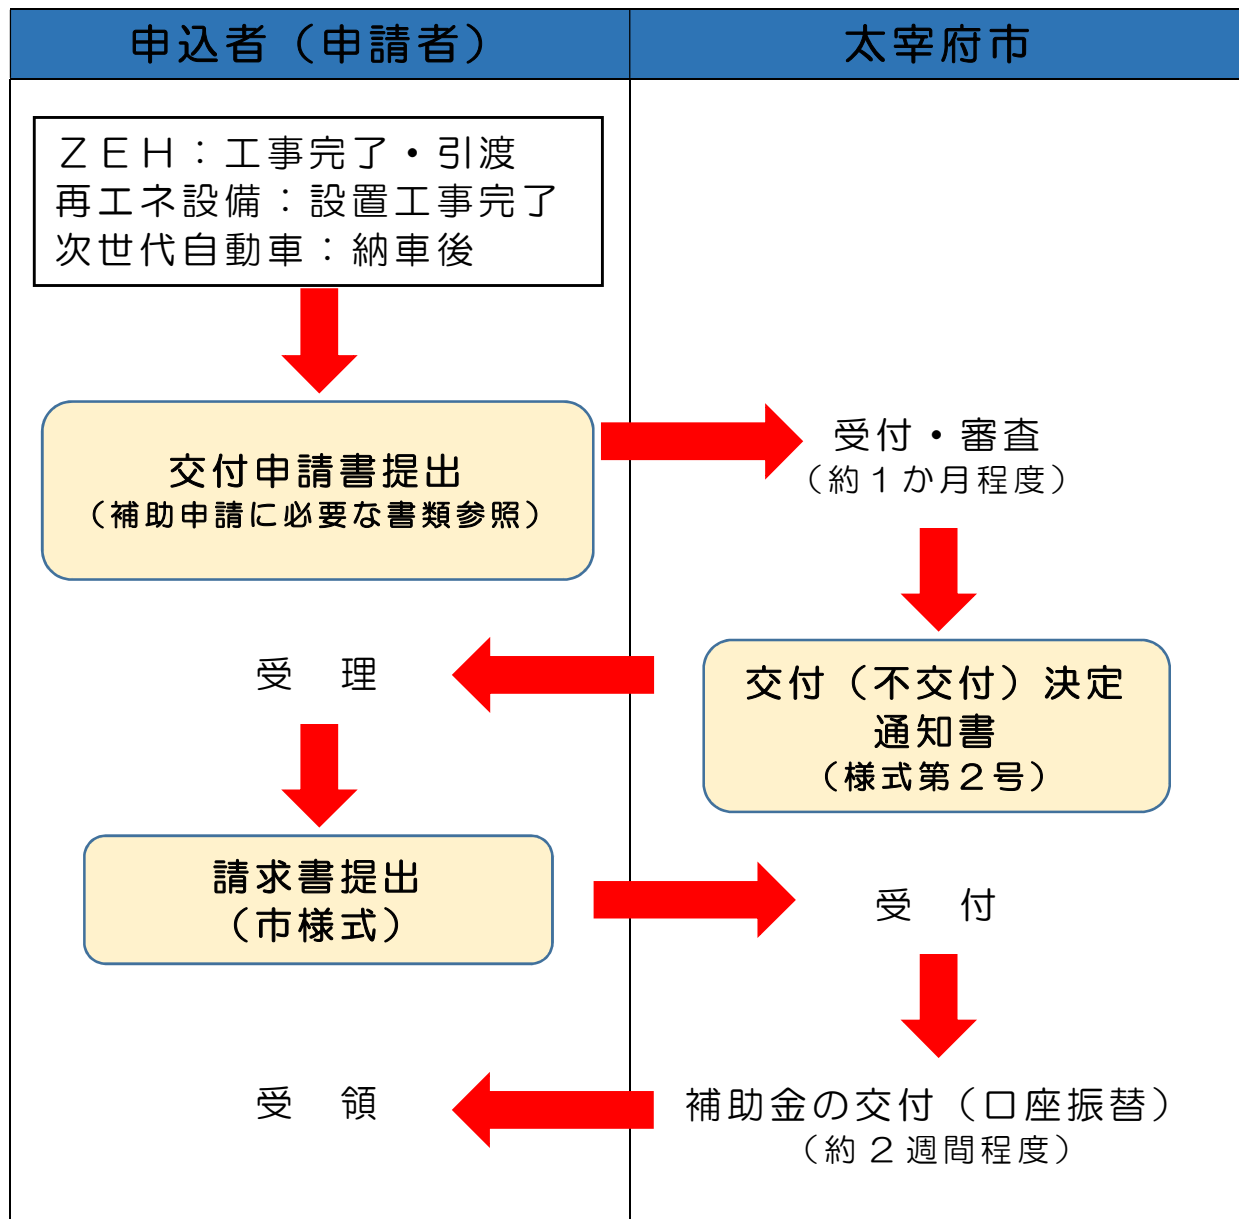 申込者（申請者）
太宰府市
ＺＥＨ：工事完了・引渡
再エネ設備：設置工事完了
次世代自動車：納車後
交付申請書提出
（補助申請に必要な書類参照）
受付・審査
（約１か月程度）
交付（不交付）決定
通知書
（様式第２号）
受　理
請求書提出
（市様式）
受　付
補助金の交付（口座振替）
（約２週間程度）
受　領